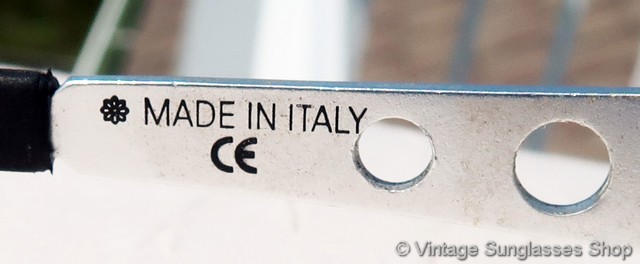 MADE IN ITALY
CE
© Vintage Sunglasses Shop